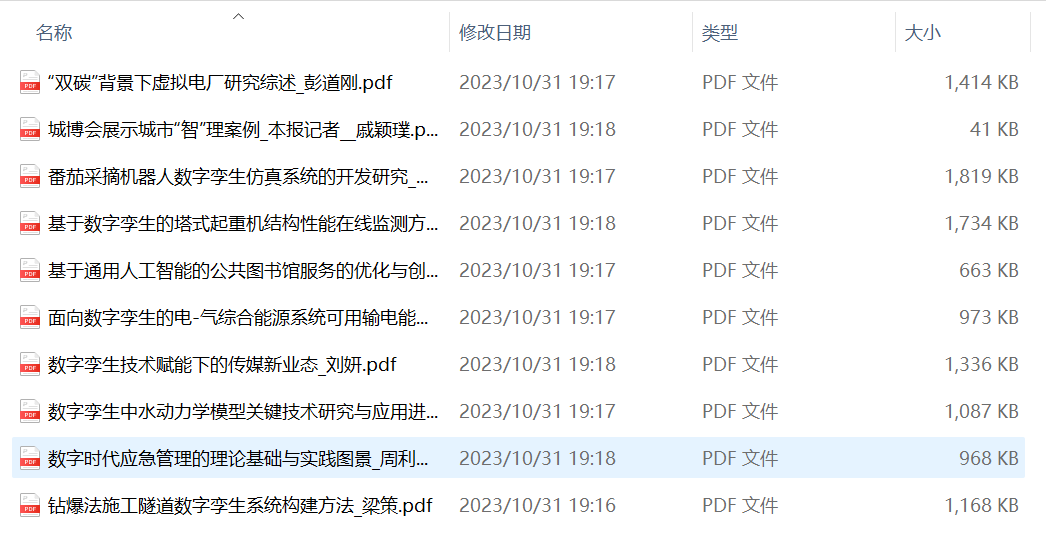 名称 修改日期 类型 大小
“双碳”背景下虚拟电厂研究综述_彭道刚.pdf 2023/10/31 19:17 PDF 文件 1,414 KB
城博会展示城市“智”理案例_本报记者__戚颖璞.p... 2023/10/31 19:18 PDF 文件 41 KB
番茄采摘机器人数字孪生仿真系统的开发研究_... 2023/10/31 19:17 PDF 文件 1,819 KB
基于数字孪生的塔式起重机结构性能在线监测方... 2023/10/31 19:18 PDF 文件 1,734 KB
基于通用人工智能的公共图书馆服务的优化与创... 2023/10/31 19:17 PDF 文件 663 KB
面向数字孪生的电-气综合能源系统可用输电能... 2023/10/31 19:17 PDF 文件 973 KB
数字孪生技术赋能下的传媒新业态_刘妍.pdf 2023/10/31 19:18 PDF 文件 1,336 KB
数字孪生中水动力学模型关键技术研究与应用进... 2023/10/31 19:17 PDF 文件 1,087 KB
数字时代应急管理的理论基础与实践图景_周利... 2023/10/31 19:18 PDF 文件 968 KB
钻爆法施工隧道数字孪生系统构建方法_梁策.pdf 2023/10/31 19:16 PDF 文件 1,168 KB